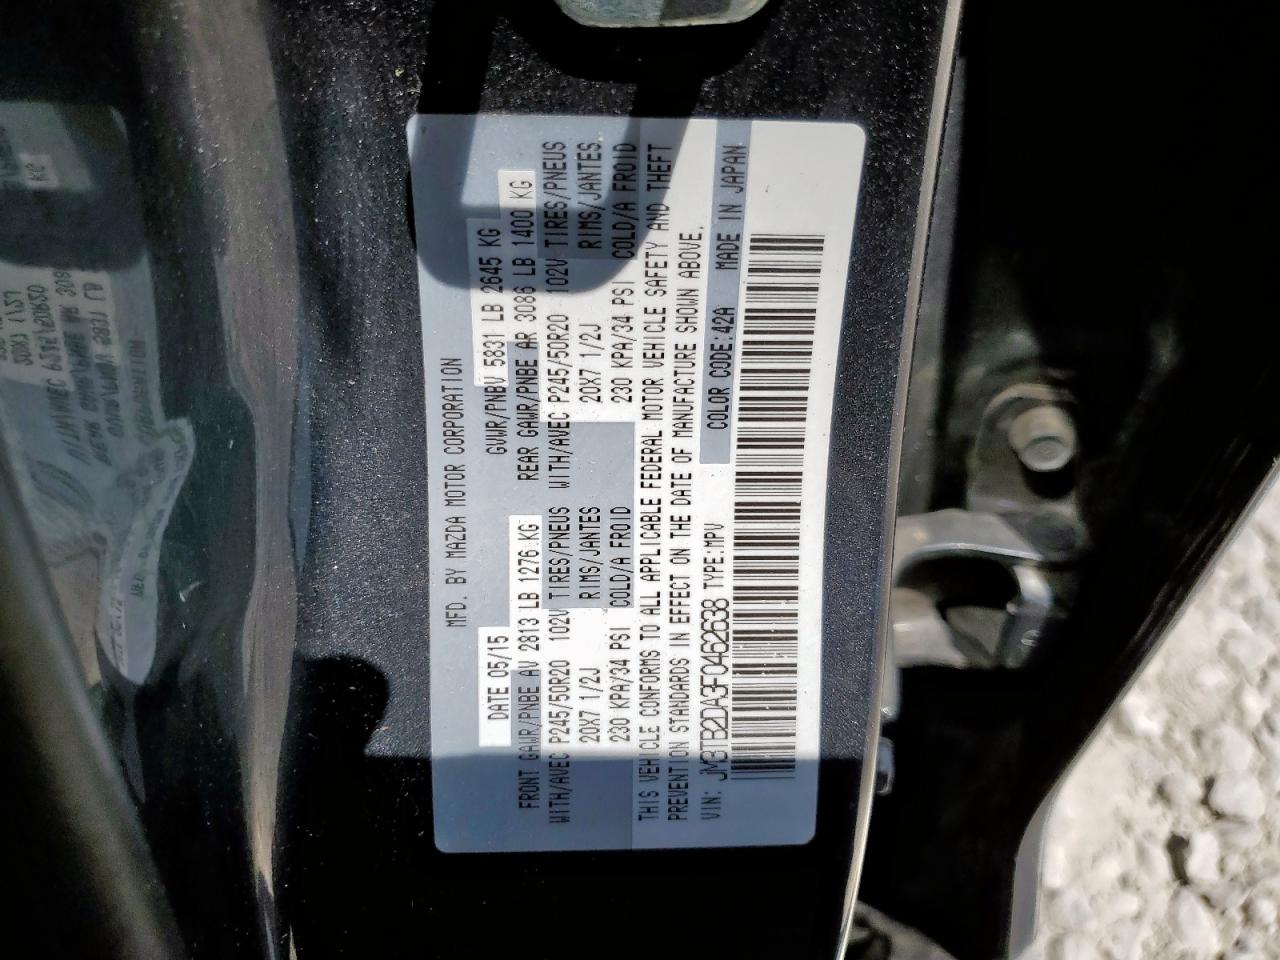 MFD. BY MAZDA MOTOR CORPORATION
DATE 05/15 GVWR/PNBV 5831 LB 2645 KG
FRONT GAWR/PNBE AV 2813 LB 1276 KG REAR GAWR/PNBE AR 3086 LB 1400 KG
WITH/AVEC P245/50R20 102V TIRES/PNEUS WITH/AVEC P245/50R20 102V TIRES/PNEUS
20X7 1/2J RIMS/JANTES 20X7 1/2J RIMS/JANTES.
230 KPA/34 PSI COLD/A FROID 230 KPA/34 PSI COLD/A FROID
THIS VEHICLE CONFORMS TO ALL APPLICABLE FEDERAL MOTOR VEHICLE SAFETY AND THEFT
PREVENTION STANDARDS IN EFFECT ON THE DATE OF MANUFACTURE SHOWN ABOVE.
VIN: JM3TB2DA3F0462638 TYPE:MPV COLOR CODE:42A MADE IN JAPAN